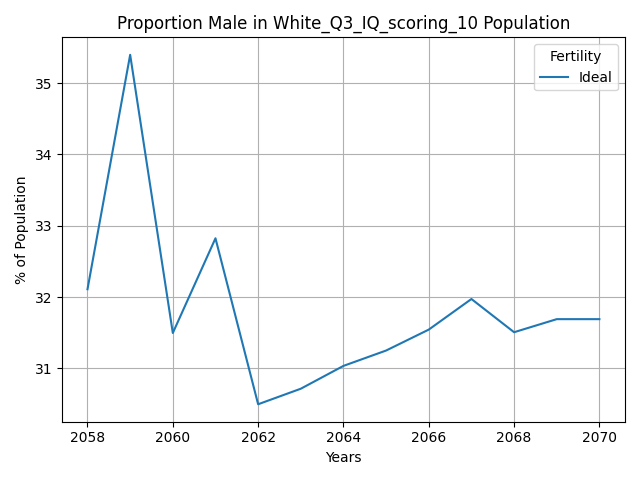 Proportion Male in White_Q3_IQ_scoring_10 Population
Fertility
Ideal
% of Population
35
34
33
32
31
2058 2060 2062 2064 2066 2068 2070
Years